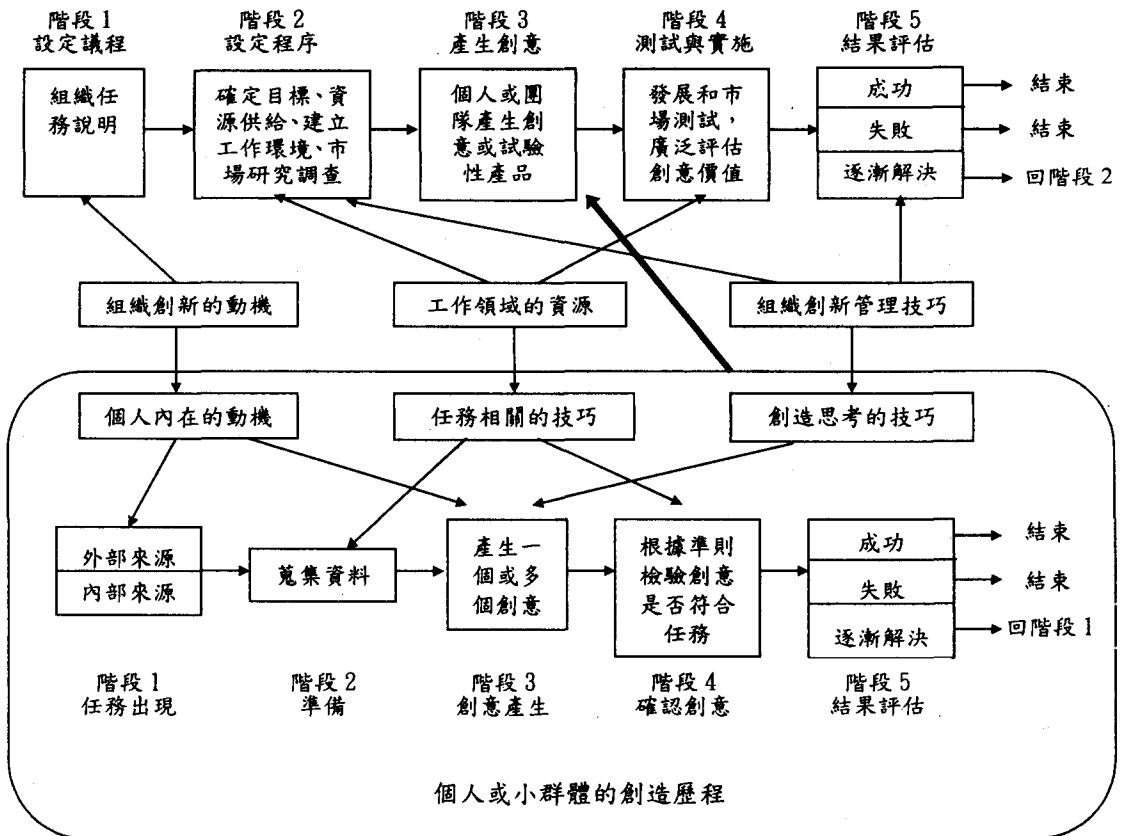 階段 1
設定議程
階段 2
設定程序
階段 3
產生創意
階段 4
測試與實施
階段 5
結果評估
組織任
務說明
確定目標、資
源供給、建立
工作環境、市
場研究調查
個人或團
隊產生創
意或試驗
性產品
發展和市
場測試，
廣泛評估
創意價值
成功
失敗
逐漸解決
結束
結束
回階段 2
組織創新的動機
工作領域的資源
組織創新管理技巧
個人內在的動機
任務相關的技巧
創造思考的技巧
外部來源
內部來源
蒐集資料
產生一
個或多
個創意
根據準則
檢驗創意
是否符合
任務
成功
失敗
逐漸解決
結束
結束
回階段 1
階段 1
任務出現
階段 2
準備
階段 3
創意產生
階段 4
確認創意
階段 5
結果評估
個人或小群體的創造歷程